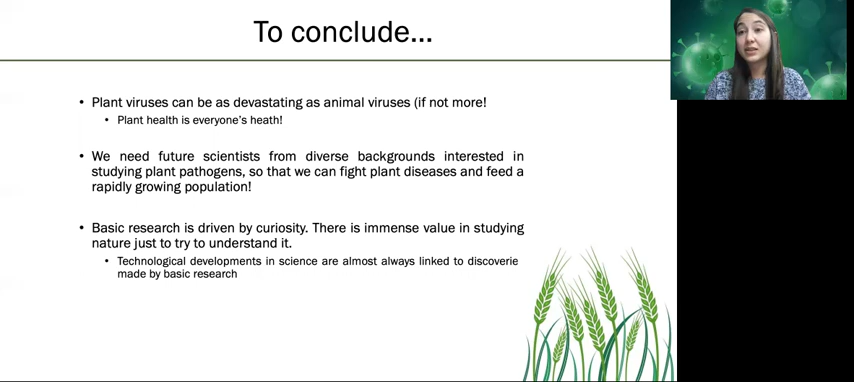 To conclude...
• Plant viruses can be as devastating as animal viruses (if not more!
• Plant health is everyone's heath!
• We need future scientists from diverse backgrounds interested in
studying plant pathogens, so that we can fight plant diseases and feed a
rapidly growing population!
• Basic research is driven by curiosity. There is immense value in studying
nature just to try to understand it.
• Technological developments in science are almost always linked to discoverie
made by basic research